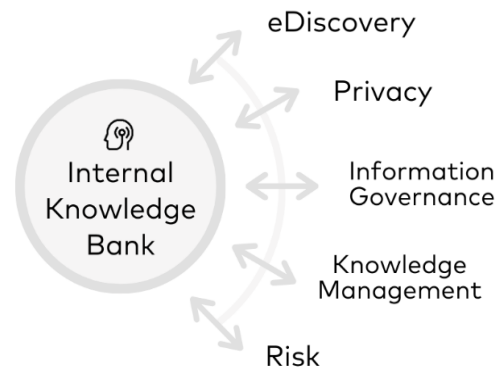 eDiscovery
Privacy
Internal
Knowledge
Bank
Information
Governance
Knowledge
Management
Risk